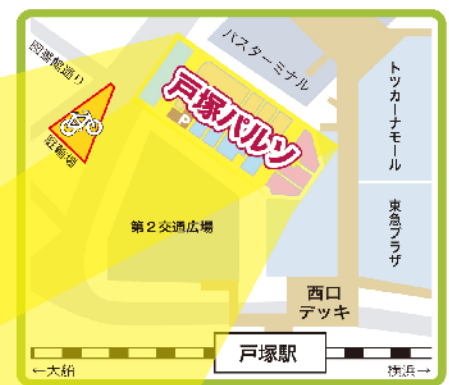 図書館通り
バスターミナル
トッカーナモール
戸塚パルソ
P
駐輪場
第2交通広場
東急プラザ
西口
デッキ
戸塚駅
←大船
横浜→